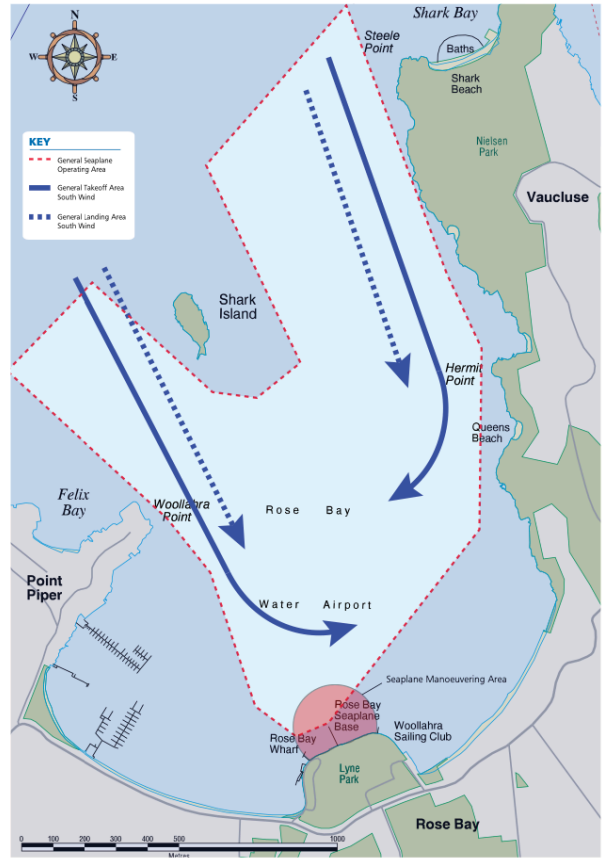 N
W
E
S
KEY
General Seaplane
Operating Area
General Takeoff Area
South Wind
General Landing Area
South Wind
Shark Bay
Steele
Point
Baths
Shark
Beach
Nielsen
Park
Vaucluse
Shark
Island
Hermit
Point
Queens
Beach
Felix
Bay
Woollahra
Point
Rose Bay
Point
Piper
Water Airport
Seaplane Manoeuvering Area
Rose Bay
Seaplane
Base
Rose Bay
Wharf
Woollahra
Sailing Club
Lyne
Park
Rose Bay
0 100 200 300 400 500 1000
Metres